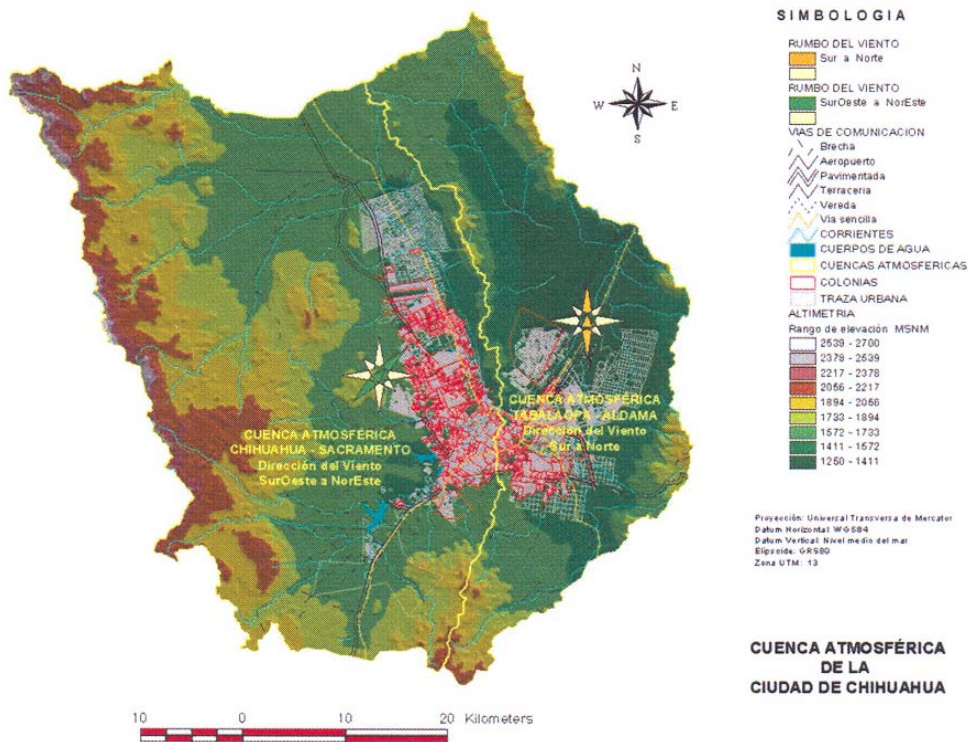 SIMBOLOGIA
RUMBO DEL VIENTO
Sur a Norte
RUMBO DEL VIENTO
SurOeste a NorEste
VIAS DE COMUNICACION
Brecha
Aeropuerto
Pavimentada
Terraceria
Vereda
Via sencilla
CORRIENTES
CUERPOS DE AGUA
CUENCAS ATMOSFERICAS
COLONIAS
TRAZA URBANA
ALTIMETRIA
Rango de elevación MSNM
2539 - 2700
2379 - 2539
2217 - 2378
2056 - 2217
1894 - 2056
1733 - 1894
1572 - 1733
1411 - 1572
1250 - 1411
N
W E
S
CUENCA ATMOSFÉRICA
TABALAOPA - ALDAMA
Dirección del Viento
Sur a Norte
CUENCA ATMOSFÉRICA
CHIHUAHUA - SACRAMENTO
Dirección del Viento
SurOeste a NorEste
Proyección: Universal Transversa de Mercator
Datum Horizontal: WGS84
Datum Vertical: Nivel medio del mar
Elipsoide: GRS80
Zona UTM: 13
CUENCA ATMOSFÉRICA
DE LA
CIUDAD DE CHIHUAHUA
10 0 10 20 Kilometers